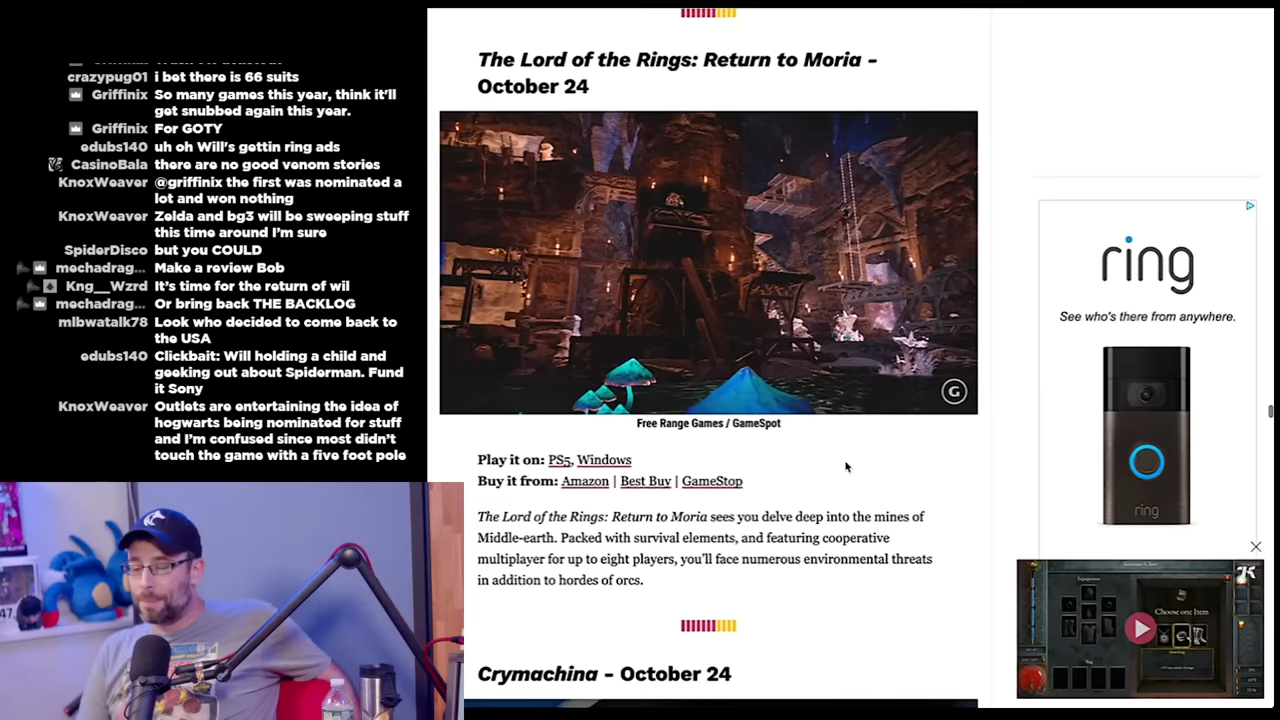 crazypug01 i bet there is 66 suits
Griffinix So many games this year, think it'll
get snubbed again this year.
Griffinix For GOTY
edubs140 uh oh Will's gettin ring ads
CasinoBala there are no good venom stories
KnoxWeaver @griffinix the first was nominated a
lot and won nothing
KnoxWeaver Zelda and bg3 will be sweeping stuff
this time around I'm sure
SpiderDisco but you COULD
mechadrag... Make a review Bob
Kng__Wzrd It's time for the return of wil
mechadrag... Or bring back THE BACKLOG
mlbwatalk78 Look who decided to come back to
the USA
edubs140 Clickbait: Will holding a child and
geeking out about Spiderman. Fund
it Sony
KnoxWeaver Outlets are entertaining the idea of
hogwarts being nominated for stuff
and I'm confused since most didn't
touch the game with a five foot pole
The Lord of the Rings: Return to Moria -
October 24
G
Free Range Games / GameSpot
Play it on: PS5, Windows
Buy it from: Amazon | Best Buy | GameStop
The Lord of the Rings: Return to Moria sees you delve deep into the mines of
Middle-earth. Packed with survival elements, and featuring cooperative
multiplayer for up to eight players, you'll face numerous environmental threats
in addition to hordes of orcs.
Crymachina - October 24
ring
See who's there from anywhere.
ring
Choose one Item
47